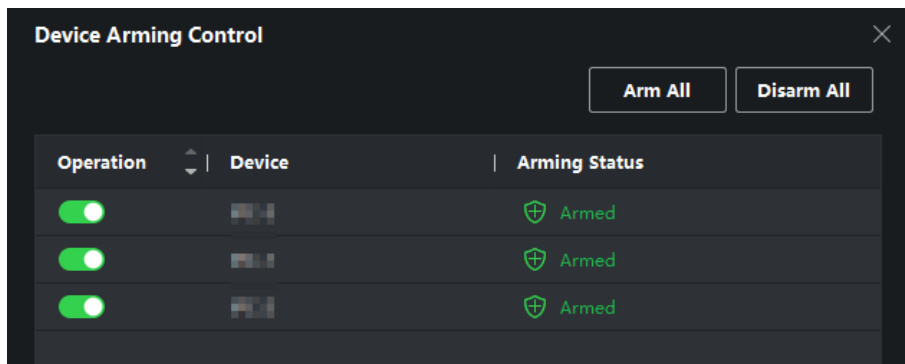 Device Arming Control
Arm All Disarm All
Operation Device Arming Status
Armed
Armed
Armed